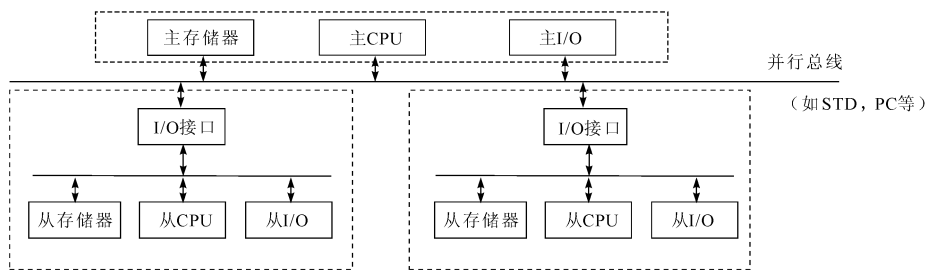 主存储器 主CPU 主I/O
并行总线
（如STD，PC等）
I/O接口 I/O接口
从存储器 从CPU 从I/O 从存储器 从CPU 从I/O